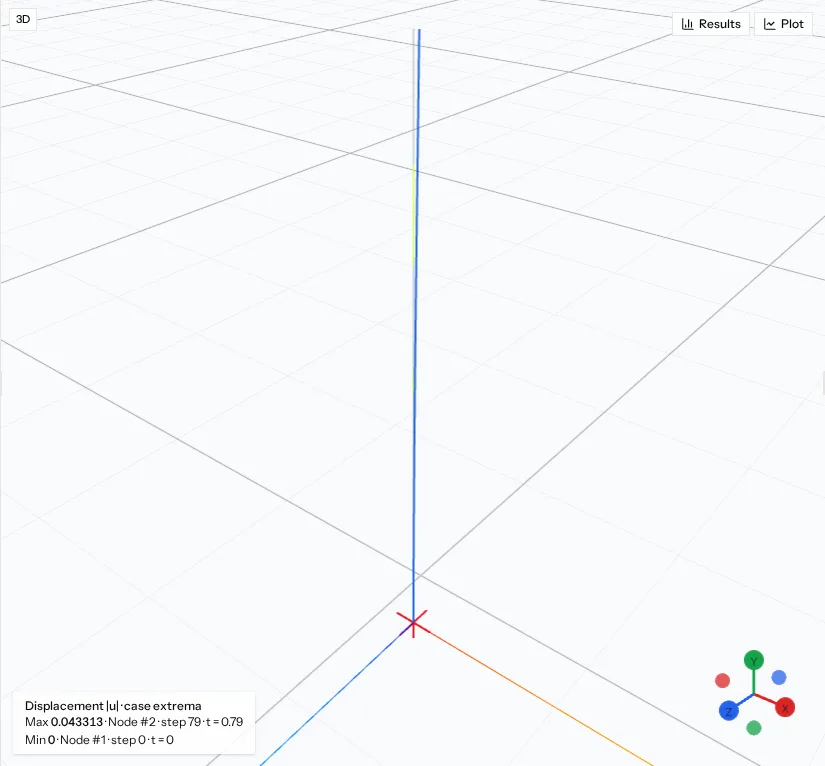 3D
Results
Plot
Displacement |u| · case extrema
Max 0.043313 · Node #2 · step 79 · t = 0.79
Min 0 · Node #1 · step 0 · t = 0
Y
Z
X